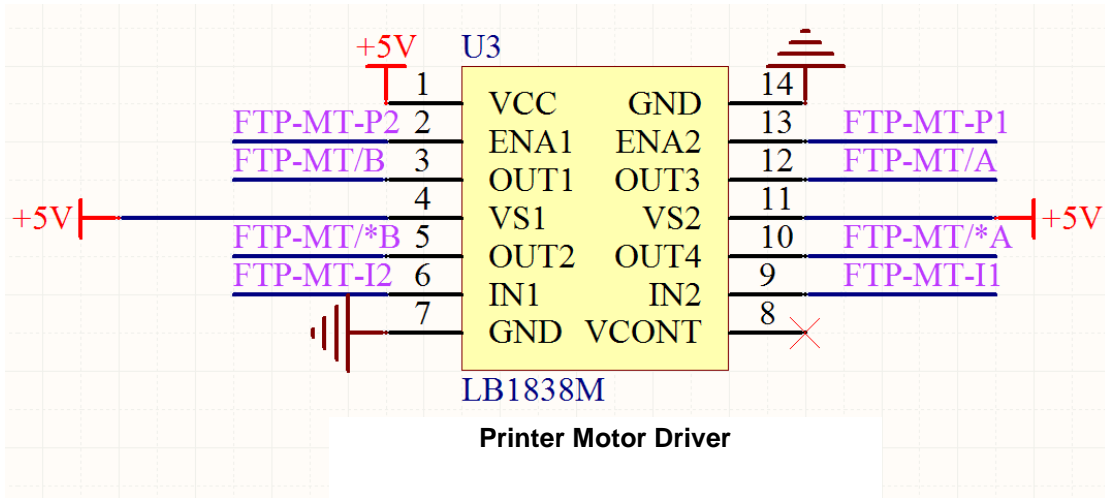 +5V U3
1 VCC GND 14
FTP-MT-P2 2 ENA1 ENA2 13 FTP-MT-P1
FTP-MT/B 3 OUT1 OUT3 12 FTP-MT/A
+5V 4 VS1 VS2 11 +5V
FTP-MT/*B 5 OUT2 OUT4 10 FTP-MT/*A
FTP-MT-I2 6 IN1 IN2 9 FTP-MT-I1
7 GND VCONT 8
LB1838M
Printer Motor Driver